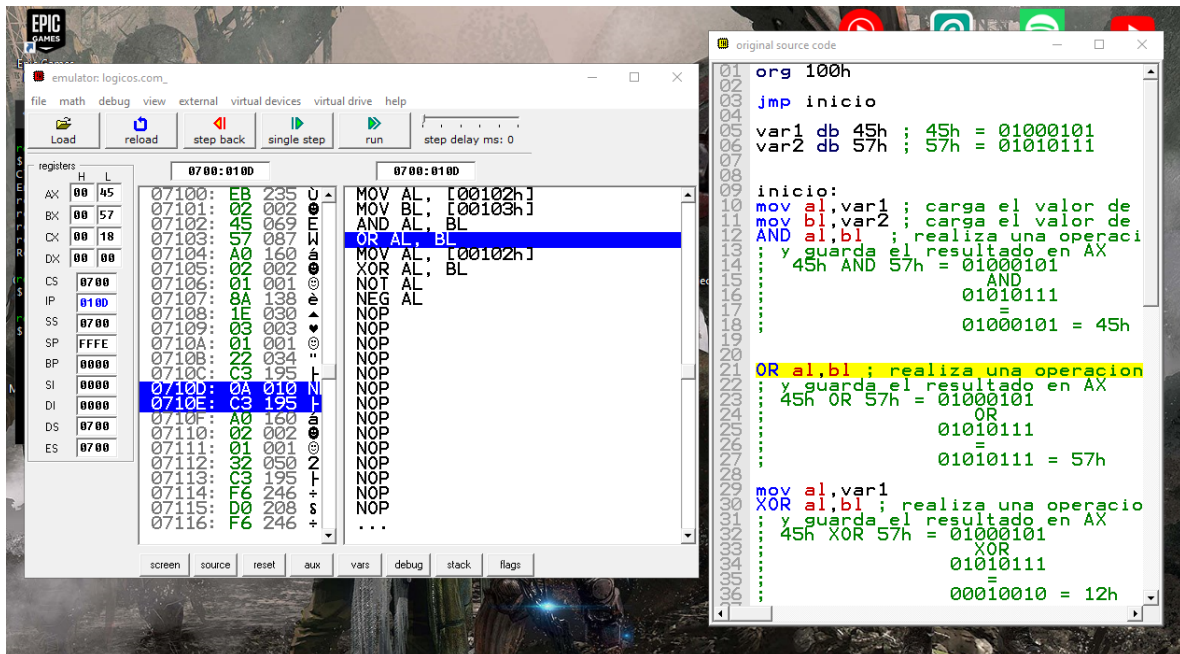 EPIC
GAMES
Epic Games
emulator: logicos.com_
file math debug view external virtual devices virtual drive help
Load reload step back single step run step delay ms: 0
registers
H L
0700:010D 0700:010D
AX 00 45
BX 00 57
CX 00 18
DX 00 00
CS 0700
IP 010D
SS 0700
SP FFFE
BP 0000
SI 0000
DI 0000
DS 0700
ES 0700
07100: EB 235 ù
07101: 02 002 ☻
07102: 45 069 E
07103: 57 087 W
07104: A0 160 á
07105: 02 002 ☻
07106: 01 001 ☺
07107: 8A 138 è
07108: 1E 030 ▲
07109: 03 003 ♥
0710A: 01 001 ☺
0710B: 22 034 "
0710C: C3 195 ├
0710D: 0A 010 N
0710E: C3 195 ├
0710F: A0 160 á
07110: 02 002 ☻
07111: 01 001 ☺
07112: 32 050 2
07113: C3 195 ├
07114: F6 246 ÷
07115: D0 208 š
07116: F6 246 ÷
MOV AL, [00102h]
MOV BL, [00103h]
AND AL, BL
OR AL, BL
MOV AL, [00102h]
XOR AL, BL
NOT AL
NEG AL
NOP
NOP
NOP
NOP
NOP
NOP
NOP
NOP
NOP
NOP
NOP
NOP
NOP
NOP
...
screen source reset aux vars debug stack flags
original source code
01 org 100h
02
03 jmp inicio
04
05 var1 db 45h ; 45h = 01000101
06 var2 db 57h ; 57h = 01010111
07
08
09 inicio:
10 mov al,var1 ; carga el valor de
11 mov bl,var2 ; carga el valor de
12 AND al,bl ; realiza una operaci
13 ; y guarda el resultado en AX
14 ; 45h AND 57h = 01000101
15 ; AND
16 ; 01010111
17 ; =
18 ; 01000101 = 45h
19
20
21 OR al,bl ; realiza una operacion
22 ; y guarda el resultado en AX
23 ; 45h OR 57h = 01000101
24 ; OR
25 ; 01010111
26 ; =
27 ; 01010111 = 57h
28
29 mov al,var1
30 XOR al,bl ; realiza una operacio
31 ; y guarda el resultado en AX
32 ; 45h XOR 57h = 01000101
33 ; XOR
34 ; 01010111
35 ; =
36 ; 00010010 = 12h